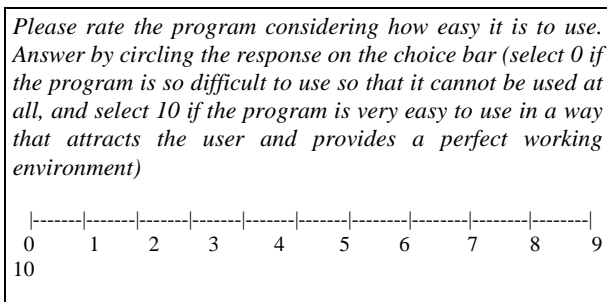 Please rate the program considering how easy it is to use.
Answer by circling the response on the choice bar (select 0 if
the program is so difficult to use so that it cannot be used at
all, and select 10 if the program is very easy to use in a way
that attracts the user and provides a perfect working
environment)
|-------|-------|-------|-------|-------|-------|-------|--------|--------|
0 1 2 3 4 5 6 7 8 9
10